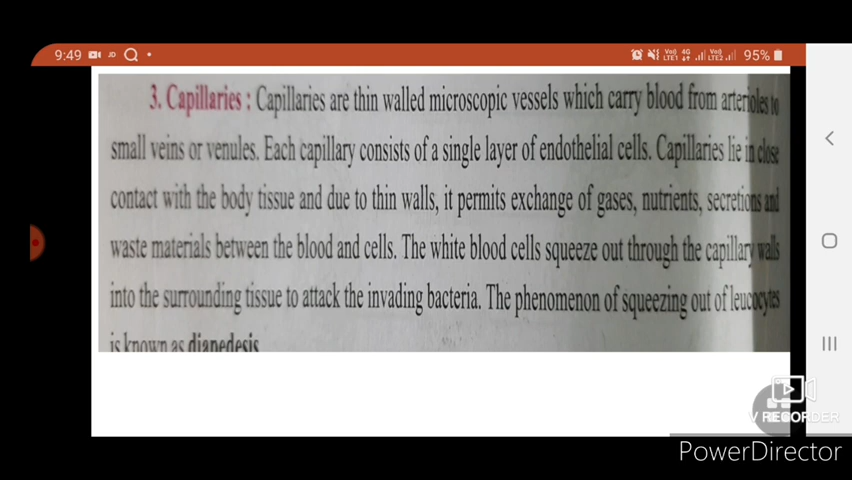 9:49 JD 4G LTE1 LTE2 95%
3. Capillaries : Capillaries are thin walled microscopic vessels which carry blood from arterioles to
small veins or venules. Each capillary consists of a single layer of endothelial cells. Capillaries lie in close
contact with the body tissue and due to thin walls, it permits exchange of gases, nutrients, secretions and
waste materials between the blood and cells. The white blood cells squeeze out through the capillary walls
into the surrounding tissue to attack the invading bacteria. The phenomenon of squeezing out of leucocytes
is known as diapedesis
V RECORDER
PowerDirector